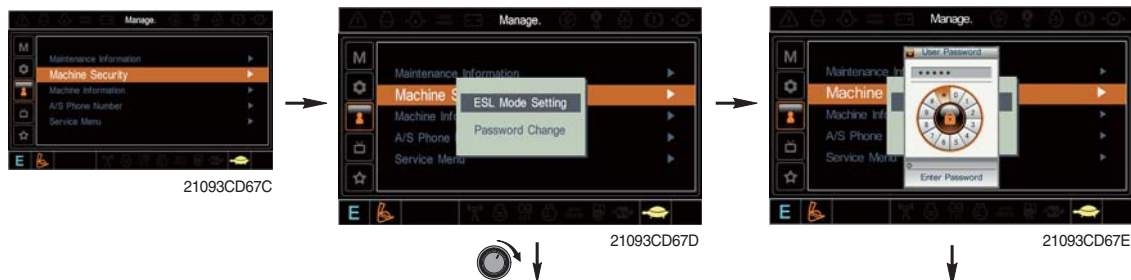 Manage.
M
Maintenance Information
Machine Security
Machine Information
A/S Phone Number
Service Menu
E
21093CD67C
Manage.
M
Maintenance Information
Machine S
ESL Mode Setting
Machine Inf
Password Change
A/S Phone
Service Menu
E
21093CD67D
Manage.
M
User Password
Maintenance In
*****
Machine
Machine Info
A/S Phone
Service Menu
Enter Password
E
21093CD67E